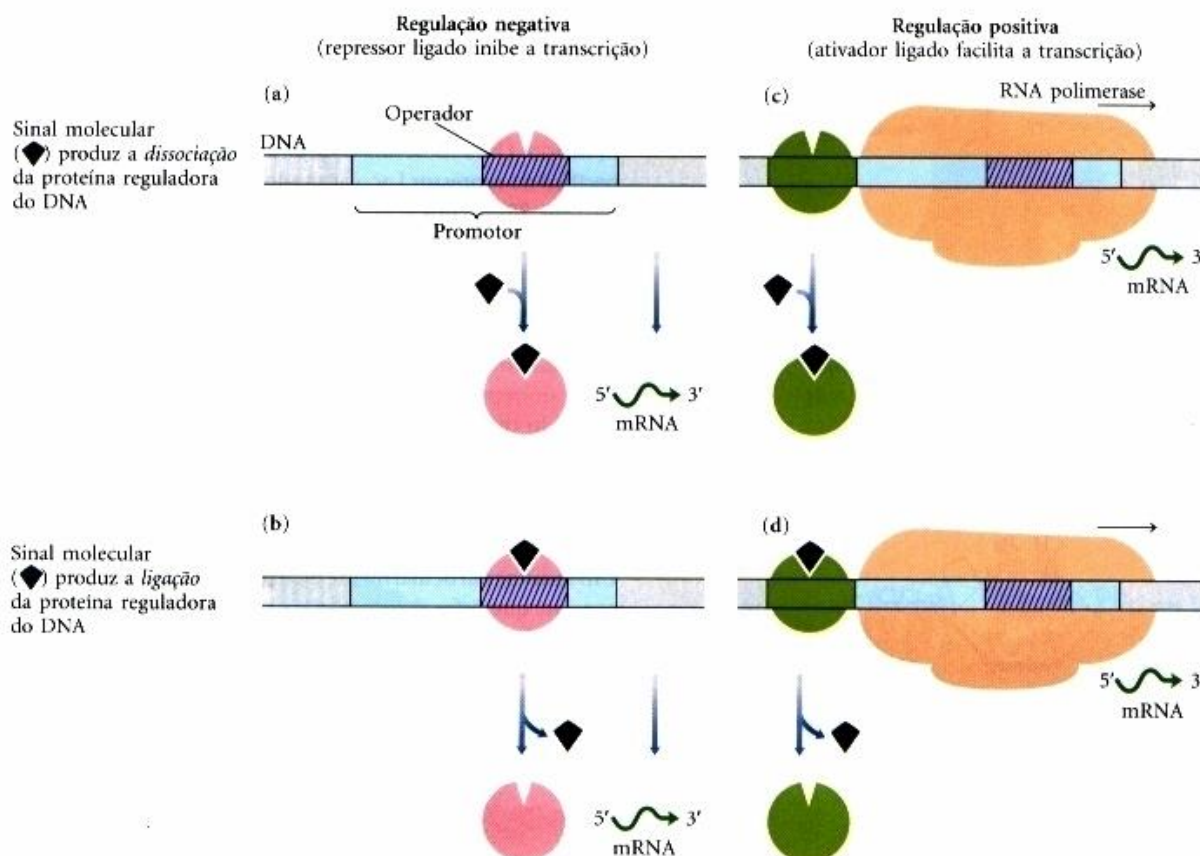 Regulação negativa
(repressor ligado inibe a transcrição)
Regulação positiva
(ativador ligado facilita a transcrição)
(a)
Operador
Sinal molecular
(◆) produz a dissociação
da proteína reguladora
do DNA
DNA
Promotor
5′ 3′
mRNA
(c)
RNA polimerase
5′ 3
mRNA
(b)
Sinal molecular
(◆) produz a ligação
da proteína reguladora
do DNA
5′ 3′
mRNA
(d)
5′ 3
mRNA